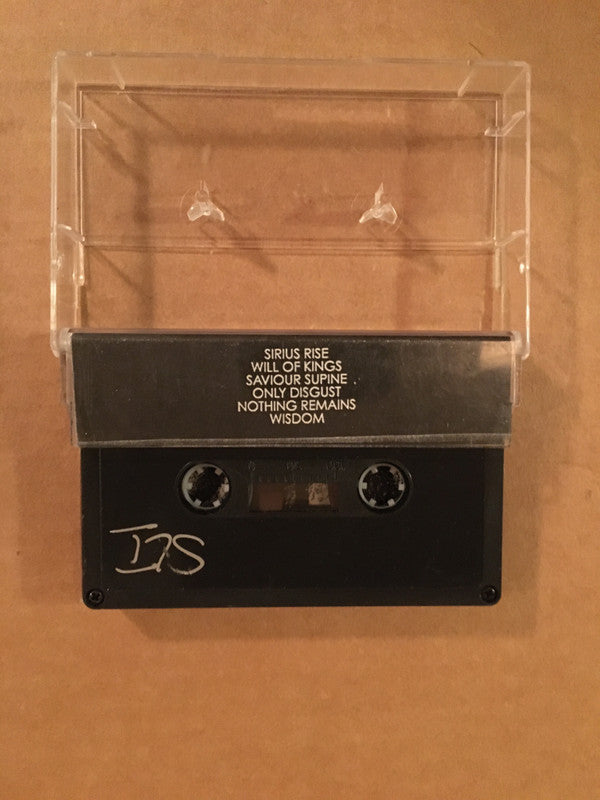 SIRIUS RISE
WILL OF KINGS
SAVIOUR SUPINE
ONLY DISGUST
NOTHING REMAINS
WISDOM